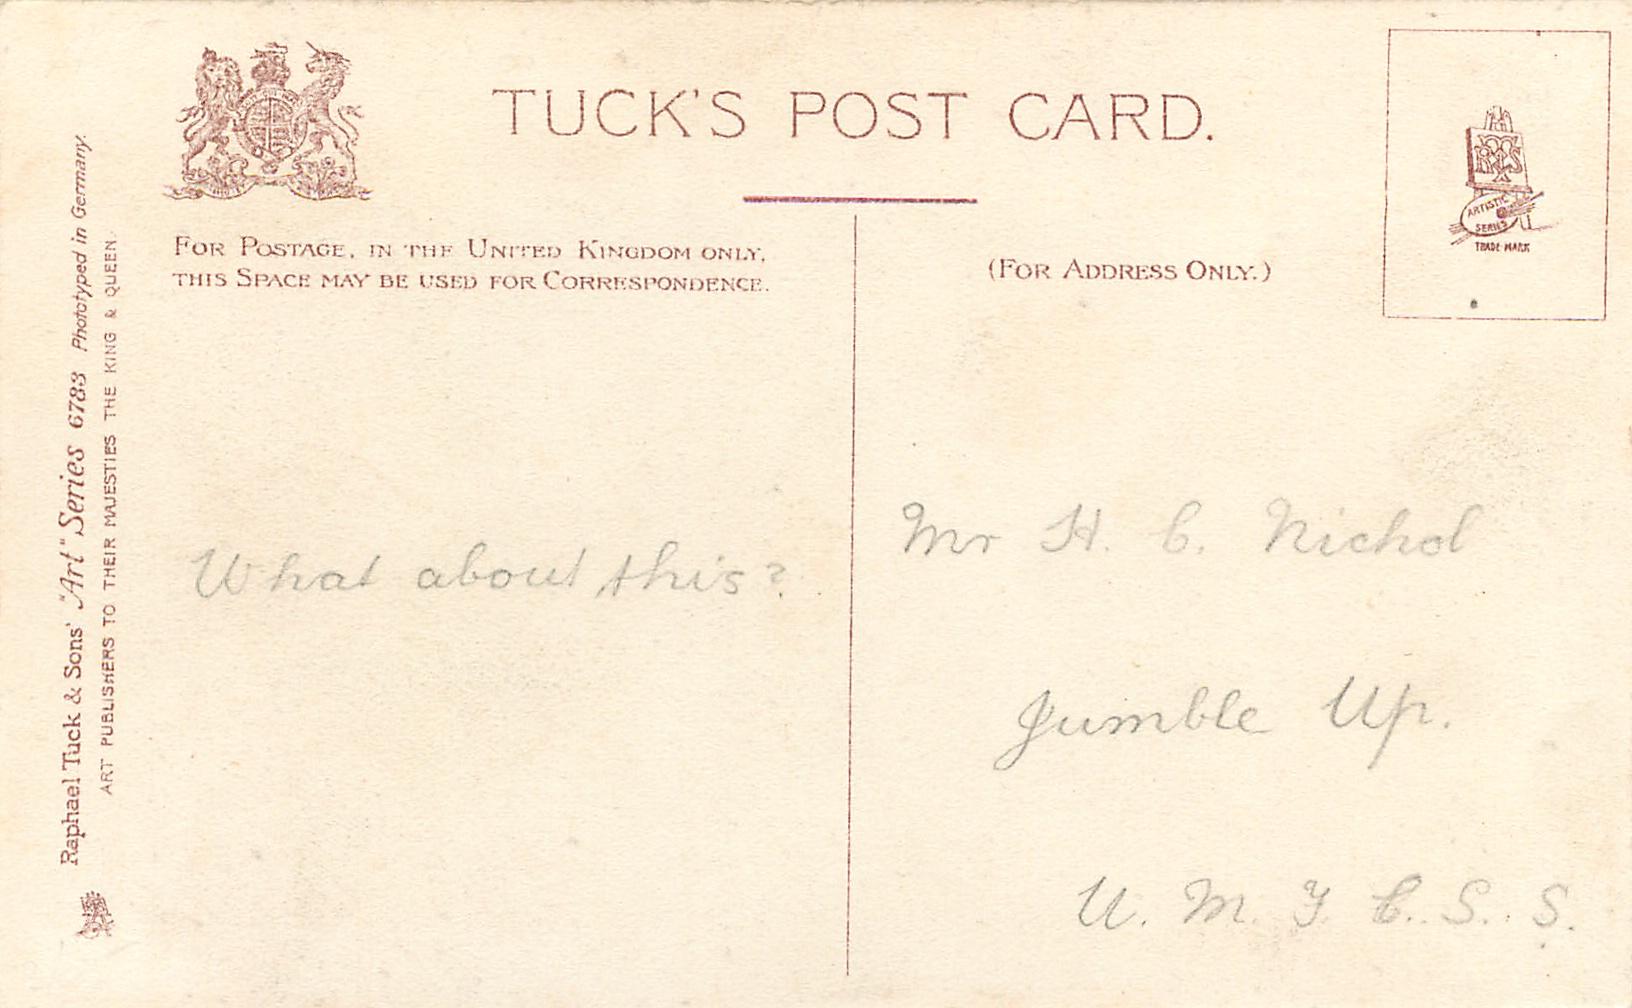 TUCK'S POST CARD.
FOR POSTAGE, IN THE UNITED KINGDOM ONLY,
THIS SPACE MAY BE USED FOR CORRESPONDENCE.
(FOR ADDRESS ONLY.)
ARTISTIC
SERIES
TRADE MARK
What about this?
Mr H. C. Nichol
Jumble Up.
U. M. F. C. S. S.
Raphael Tuck & Sons' "Art" Series 6783 Phototyped in Germany.
ART PUBLISHERS TO THEIR MAJESTIES THE KING & QUEEN.